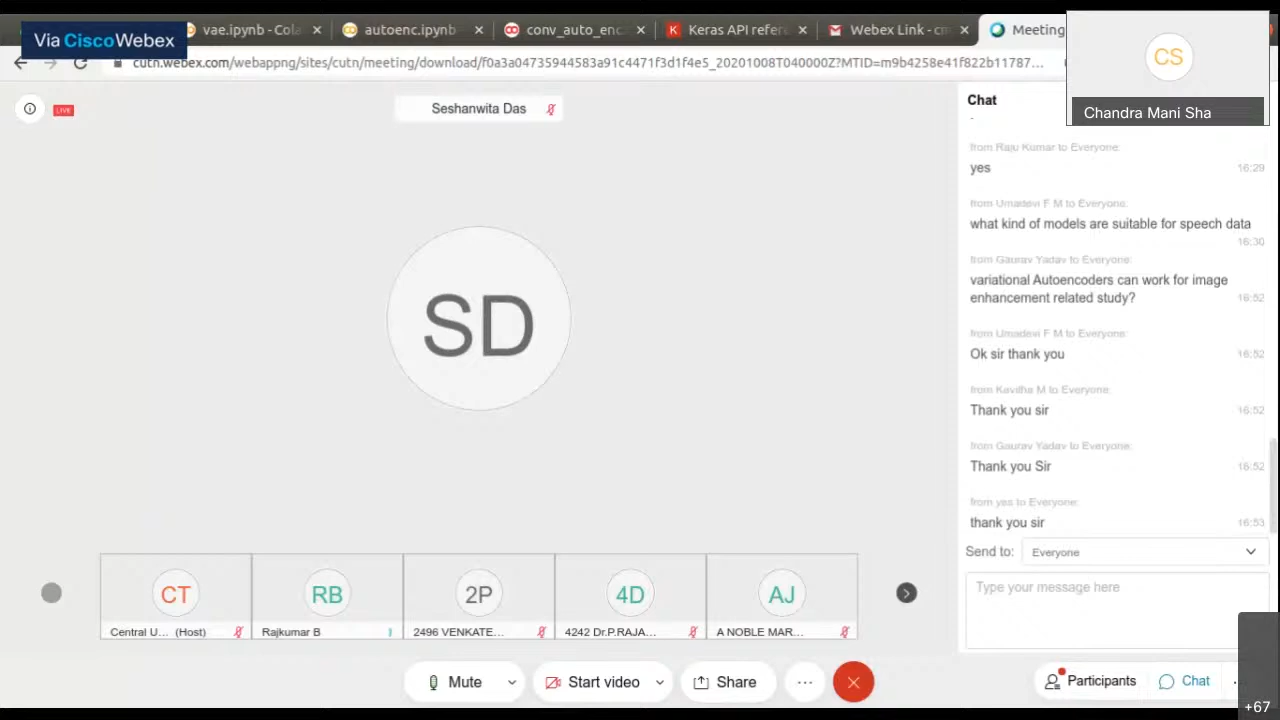 Via Cisco Webex
vae.ipynb - Cola
autoenc.ipynb
conv_auto_enc
Keras API refere
Webex Link - cm
Meeting
cutn.webex.com/webappng/sites/cutn/meeting/download/f0a3a04735944583a91c4471f3d1f4e5_20201008T040000Z?MTID=m9b4258e41f822b11787...
CS
Chandra Mani Sha
LIVE
Seshanwita Das
SD
Chat
from Raju Kumar to Everyone:
yes
16:29
from Umadevi F M to Everyone:
what kind of models are suitable for speech data
16:30
from Gaurav Yadav to Everyone:
variational Autoencoders can work for image
enhancement related study?
16:52
from Umadevi F M to Everyone:
Ok sir thank you
16:52
from Kavitha M to Everyone:
Thank you sir
16:52
from Gaurav Yadav to Everyone:
Thank you Sir
16:52
from yes to Everyone:
thank you sir
16:53
Send to:
Everyone
Type your message here
CT
Central U... (Host)
RB
Rajkumar B
2P
2496 VENKATE...
4D
4242 Dr.P.RAJA...
AJ
A NOBLE MAR...
Mute
Start video
Share
Participants
Chat
+67